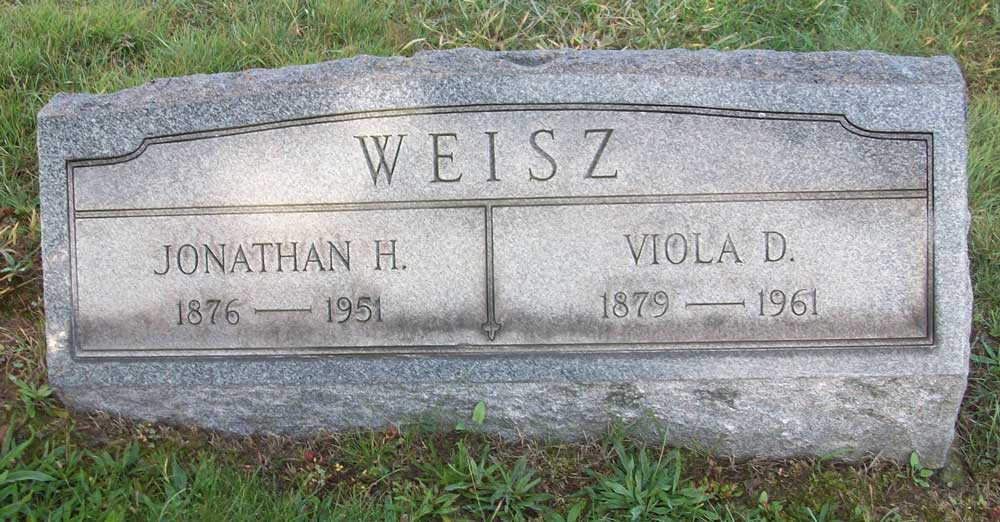 WEISZ
JONATHAN H.
1876 — 1951
VIOLA D.
1879 — 1961